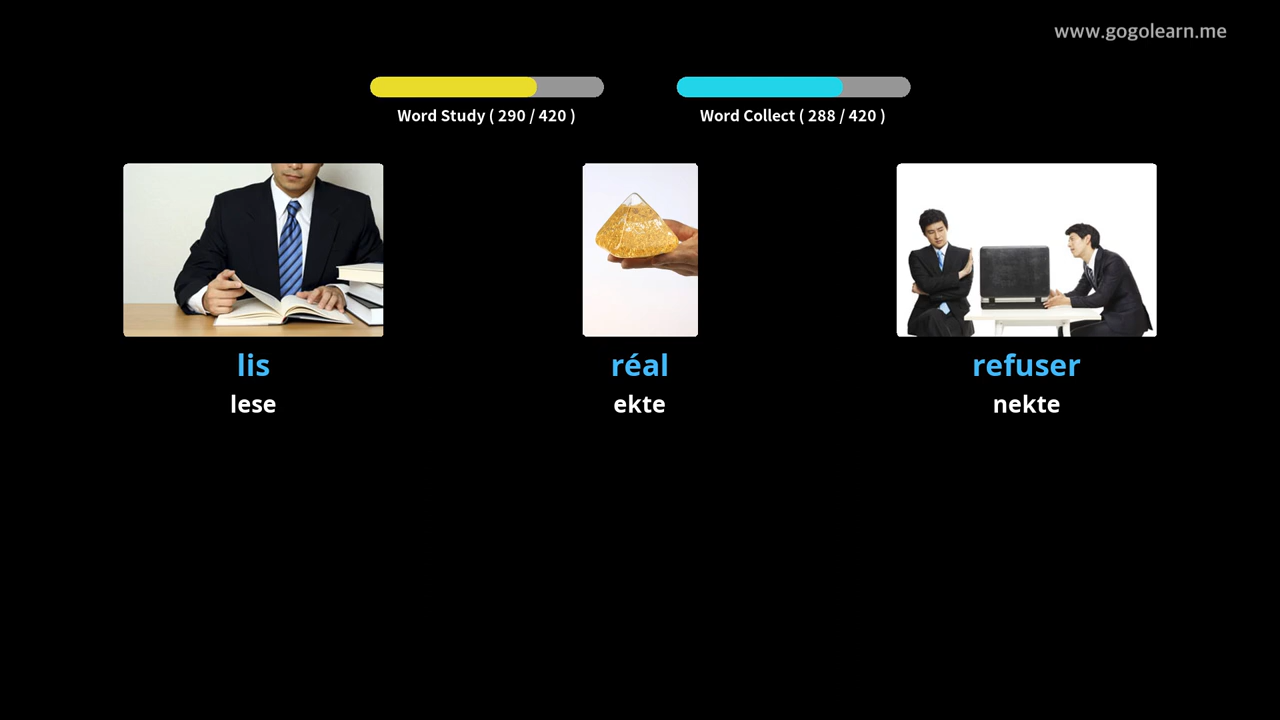 www.gogolearn.me
Word Study ( 290 / 420 )
Word Collect ( 288 / 420 )
lis
lese
réal
ekte
refuser
nekte